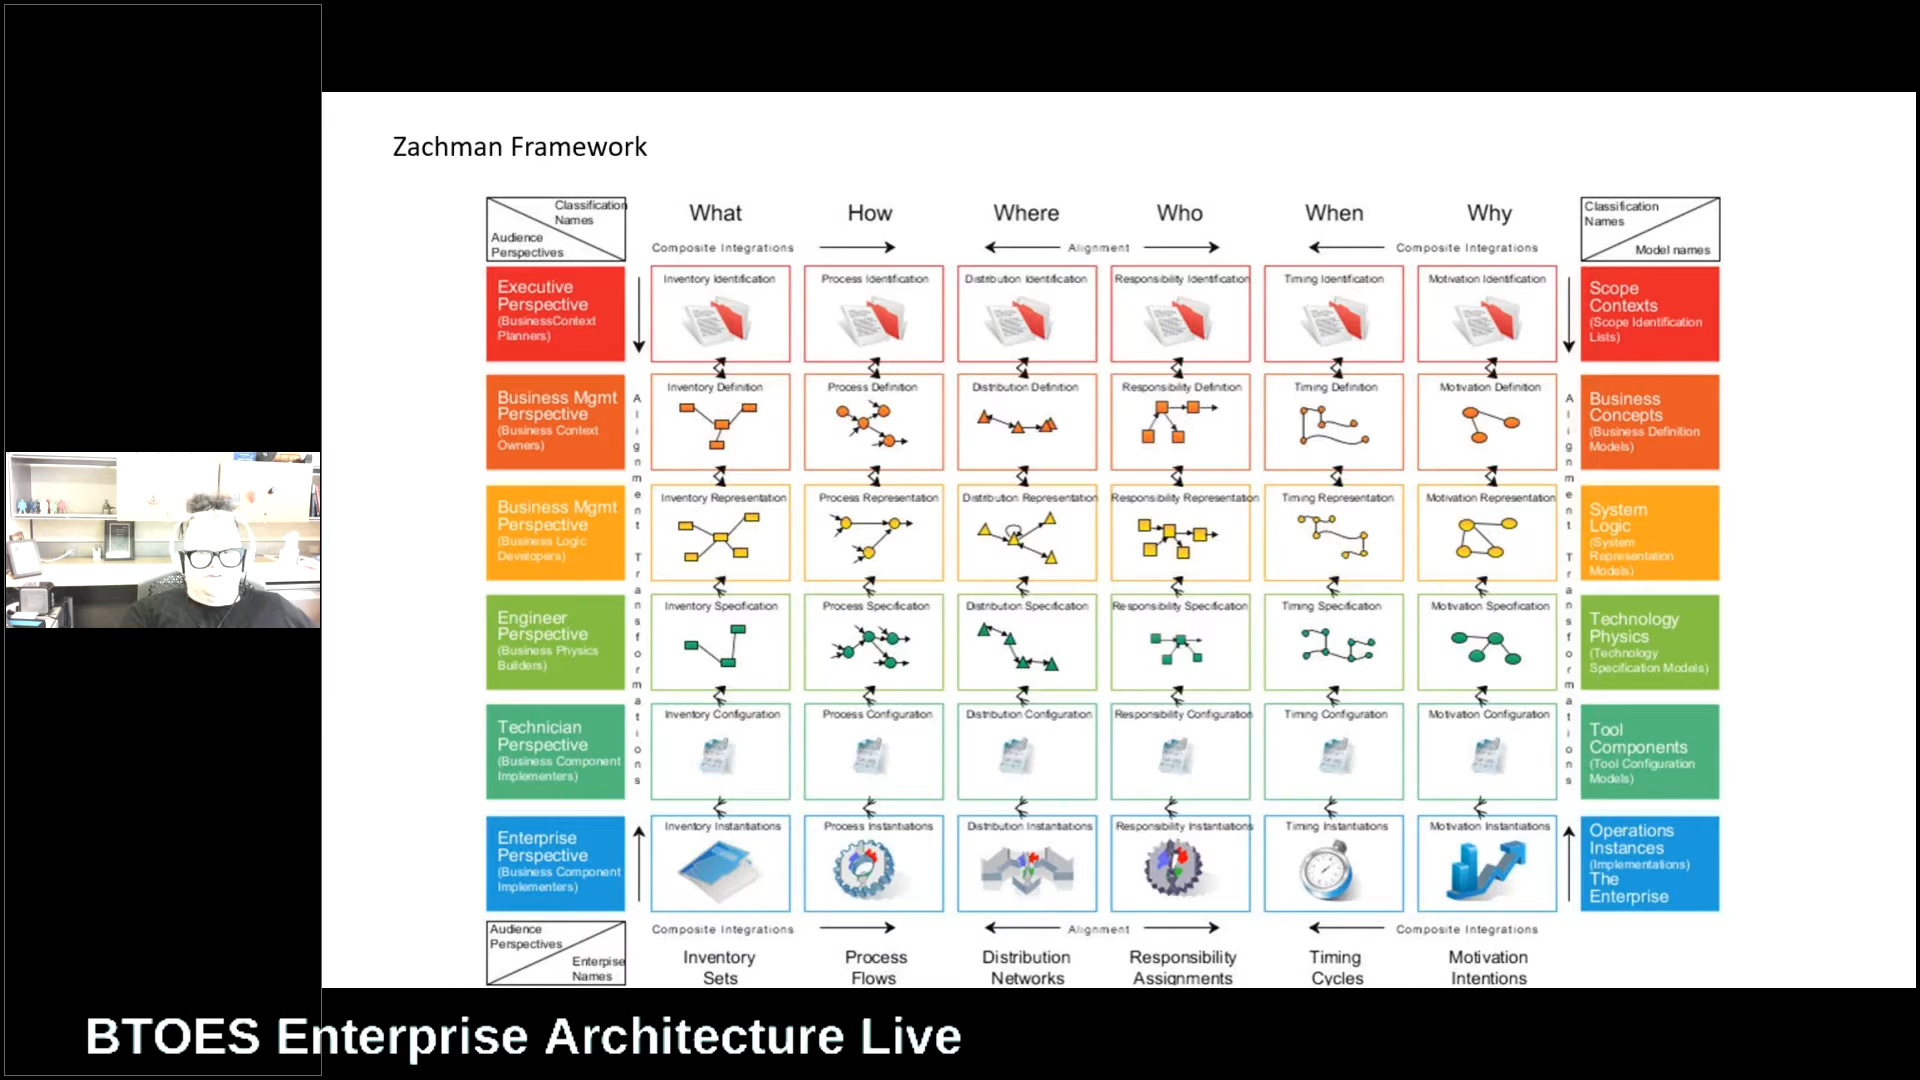 Zachman Framework
Classification
Names
Audience
Perspectives
What
How
Where
Who
When
Why
Classification
Names
Model names
Composite Integrations
Alignment
Composite Integrations
Executive
Perspective
(BusinessContext
Planners)
Inventory Identification
Process Identification
Distribution Identification
Responsibility Identification
Timing Identification
Motivation Identification
Scope
Contexts
(Scope Identification
Lists)
Business Mgmt
Perspective
(Business Context
Owners)
Inventory Definition
Process Definition
Distribution Definition
Responsibility Definition
Timing Definition
Motivation Definition
Business
Concepts
(Business Definition
Models)
Alignment Transformations
Alignment Transformations
Business Mgmt
Perspective
(Business Logic
Developers)
Inventory Representation
Process Representation
Distribution Representation
Responsibility Representation
Timing Representation
Motivation Representation
System
Logic
(System
Representation
Models)
Engineer
Perspective
(Business Physics
Builders)
Inventory Specification
Process Specification
Distribution Specification
Responsibility Specification
Timing Specification
Motivation Specification
Technology
Physics
(Technology
Specification Models)
Technician
Perspective
(Business Component
Implementers)
Inventory Configuration
Process Configuration
Distribution Configuration
Responsibility Configuration
Timing Configuration
Motivation Configuration
Tool
Components
(Tool Configuration
Models)
Enterprise
Perspective
(Business Component
Implementers)
Inventory Instantiations
Process Instantiations
Distribution Instantiations
Responsibility Instantiations
Timing Instantiations
Motivation Instantiations
Operations
Instances
(Implementations)
The
Enterprise
Audience
Perspectives
Enterprise
Names
Composite Integrations
Alignment
Composite Integrations
Inventory
Sets
Process
Flows
Distribution
Networks
Responsibility
Assignments
Timing
Cycles
Motivation
Intentions
BTOES Enterprise Architecture Live